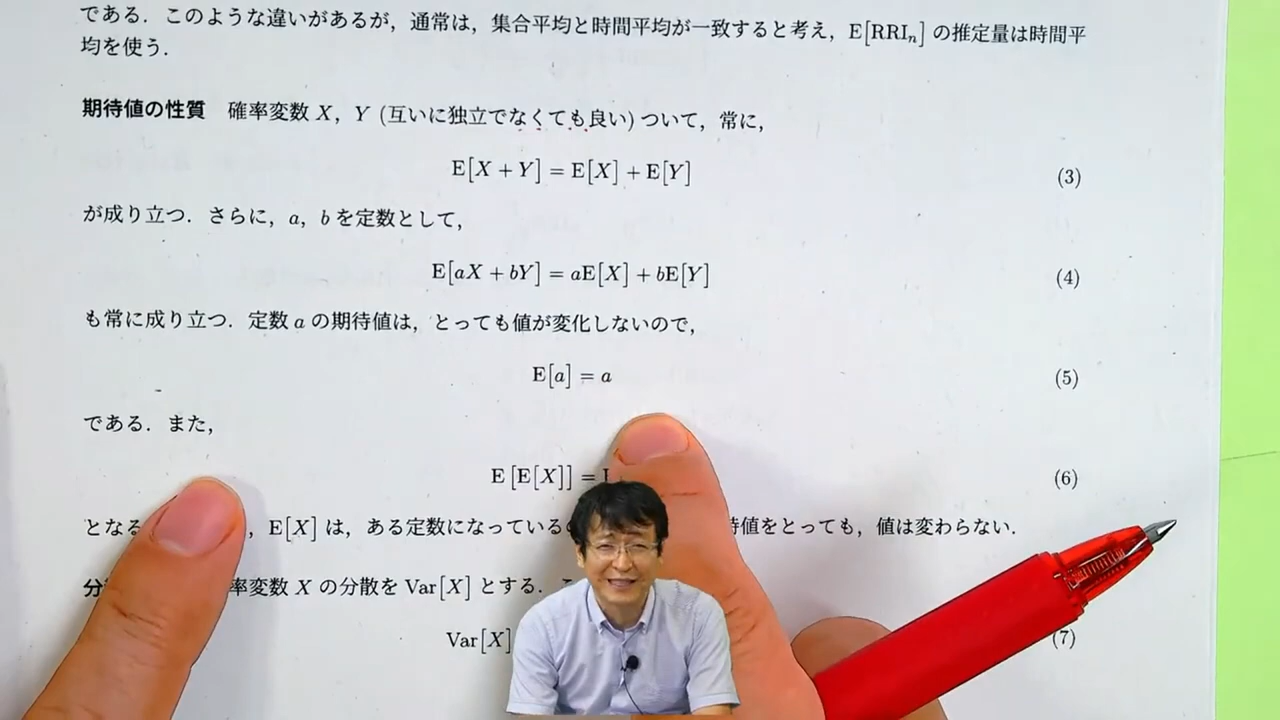 である．このような違いがあるが，通常は，集合平均と時間平均が一致すると考え，E[RRIₙ] の推定量は時間平
均を使う．
期待値の性質 確率変数 X，Y (互いに独立でなくても良い) ついて，常に，
E[X + Y] = E[X] + E[Y] (3)
が成り立つ．さらに，a，b を定数として，
E[aX + bY] = aE[X] + bE[Y] (4)
も常に成り立つ．定数 a の期待値は，とっても値が変化しないので，
E[a] = a (5)
である．また，
E [E[X]] = (6)
となる ，E[X] は，ある定数になっている 待値をとっても，値は変わらない．
分 率変数 X の分散を Var[X] とする．
Var[X] (7)